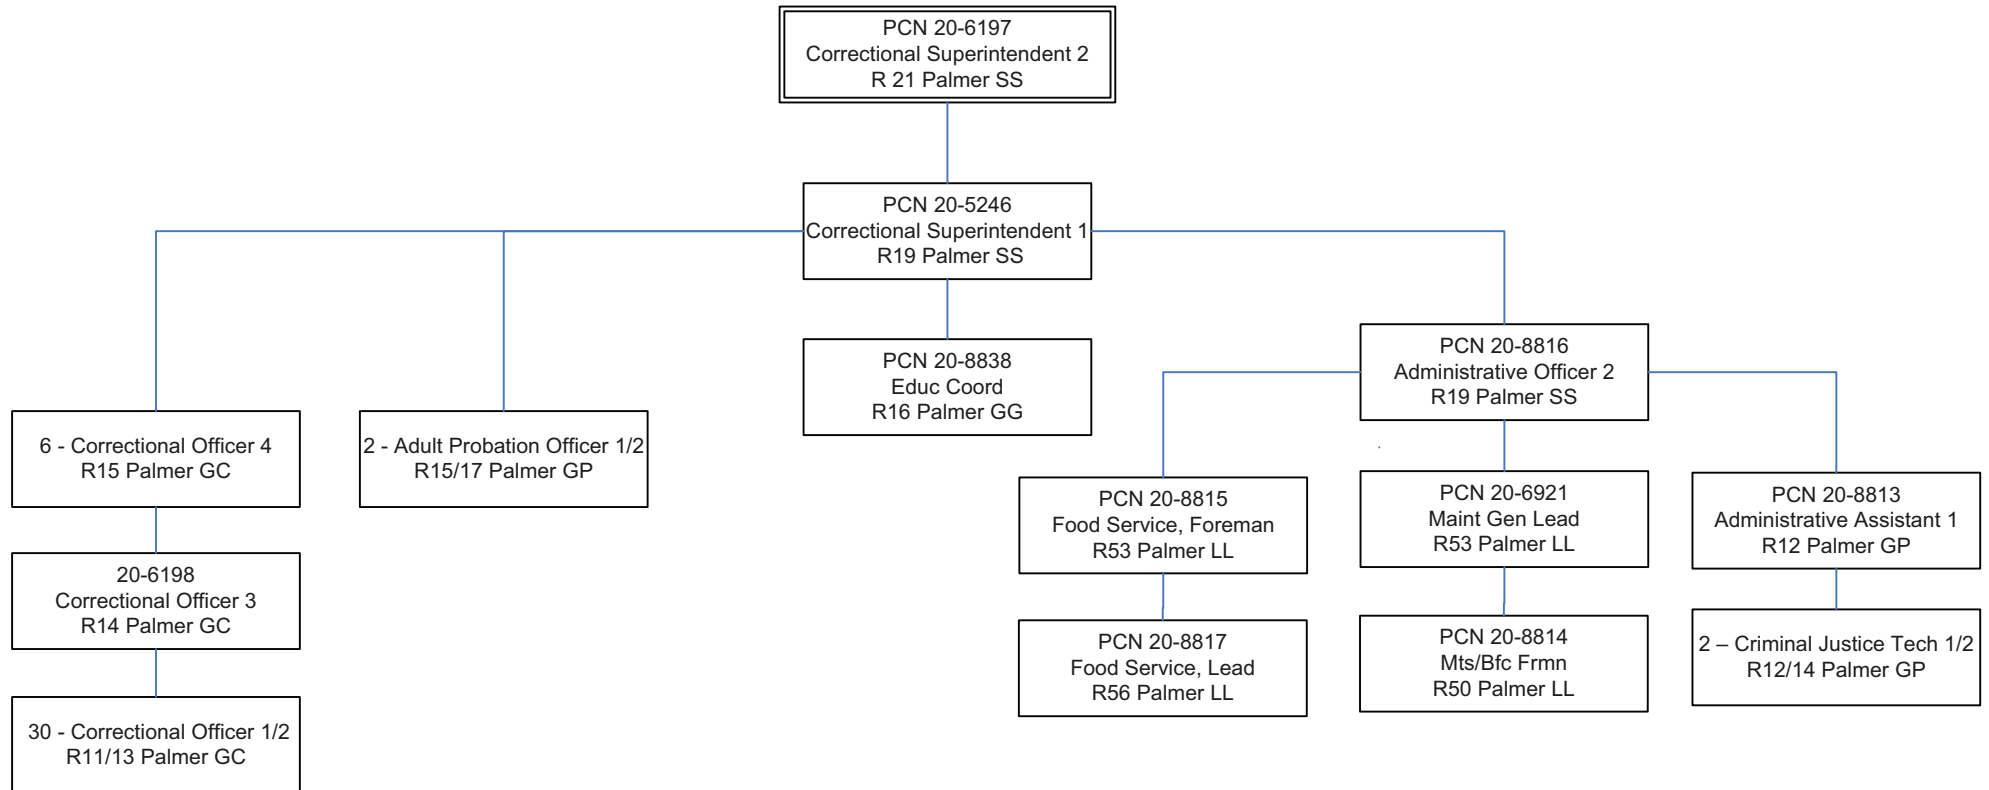 PCN 20-6197
Correctional Superintendent 2
R 21 Palmer SS
PCN 20-5246
Correctional Superintendent 1
R19 Palmer SS
PCN 20-8838
Educ Coord
R16 Palmer GG
PCN 20-8816
Administrative Officer 2
R19 Palmer SS
6 - Correctional Officer 4
R15 Palmer GC
2 - Adult Probation Officer 1/2
R15/17 Palmer GP
PCN 20-8815
Food Service, Foreman
R53 Palmer LL
PCN 20-6921
Maint Gen Lead
R53 Palmer LL
PCN 20-8813
Administrative Assistant 1
R12 Palmer GP
20-6198
Correctional Officer 3
R14 Palmer GC
PCN 20-8817
Food Service, Lead
R56 Palmer LL
PCN 20-8814
Mts/Bfc Frmn
R50 Palmer LL
2 – Criminal Justice Tech 1/2
R12/14 Palmer GP
30 - Correctional Officer 1/2
R11/13 Palmer GC